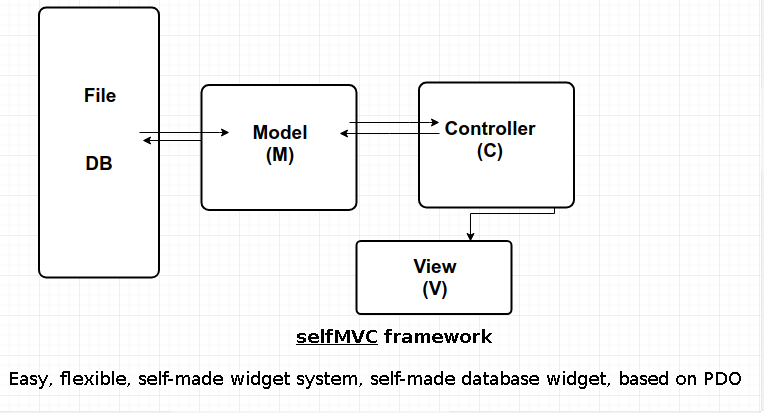 File
DB
Model
(M)
Controller
(C)
View
(V)
selfMVC framework
Easy, flexible, self-made widget system, self-made database widget, based on PDO